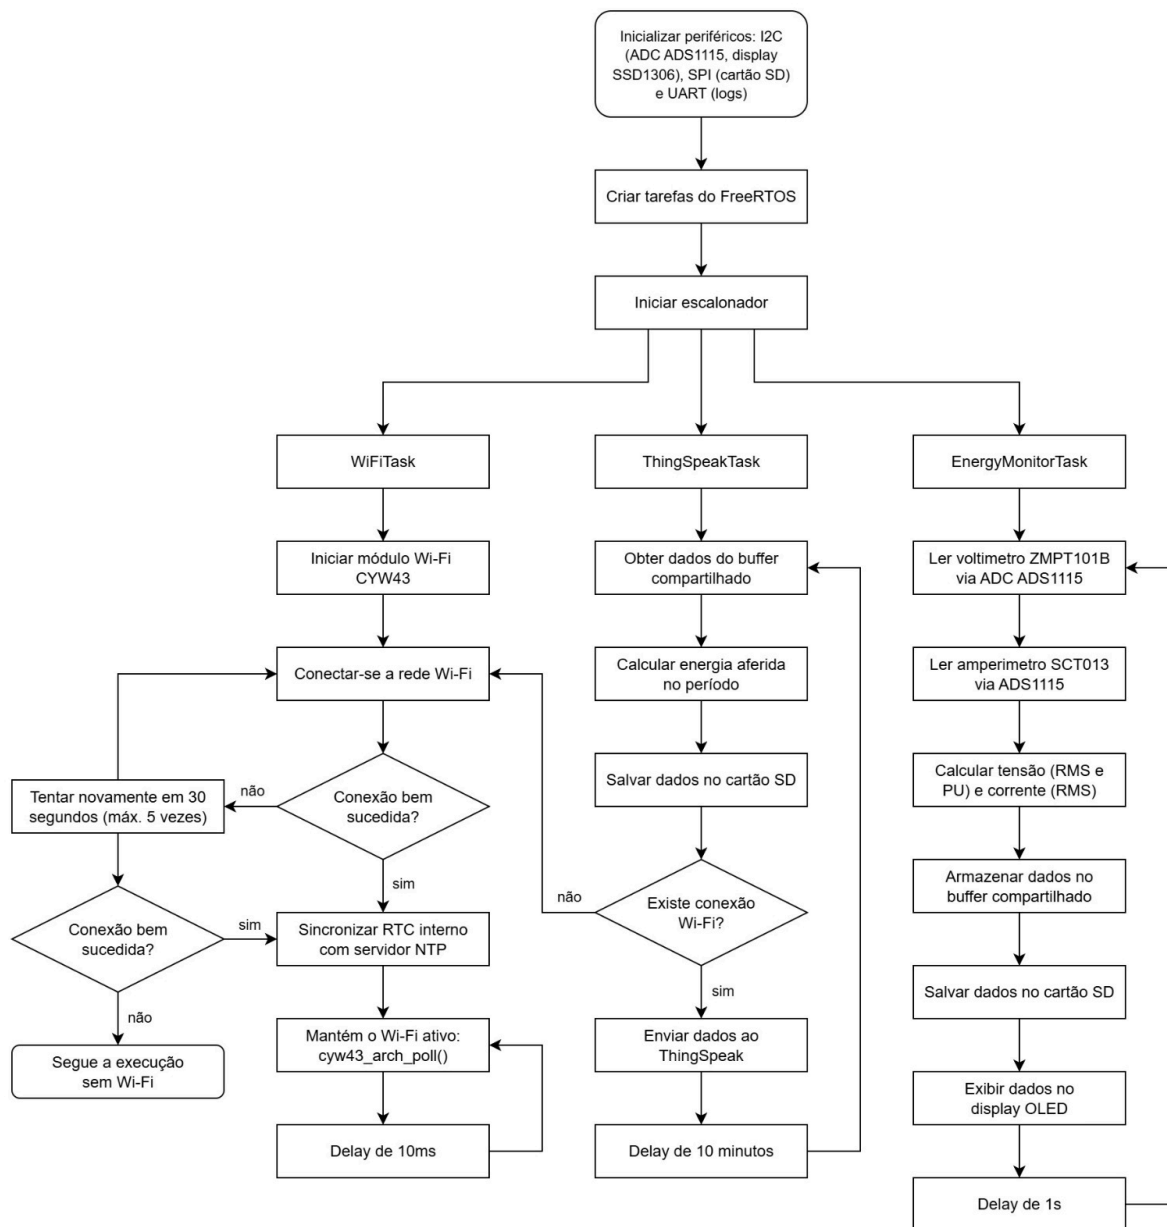 Inicializar periféricos: I2C
(ADC ADS1115, display
SSD1306), SPI (cartão SD)
e UART (logs)
Criar tarefas do FreeRTOS
Iniciar escalonador
WiFiTask
ThingSpeakTask
EnergyMonitorTask
Iniciar módulo Wi-Fi
CYW43
Obter dados do buffer
compartilhado
Ler voltimetro ZMPT101B
via ADC ADS1115
Conectar-se a rede Wi-Fi
Calcular energia aferida
no período
Ler amperimetro SCT013
via ADS1115
Tentar novamente em 30
segundos (máx. 5 vezes)
não
Conexão bem
sucedida?
Salvar dados no cartão SD
Calcular tensão (RMS e
PU) e corrente (RMS)
sim
Conexão bem
sucedida?
sim
Sincronizar RTC interno
com servidor NTP
não
Existe conexão
Wi-Fi?
Armazenar dados no
buffer compartilhado
não
sim
Salvar dados no cartão SD
Segue a execução
sem Wi-Fi
Mantém o Wi-Fi ativo:
cyw43_arch_poll()
Enviar dados ao
ThingSpeak
Exibir dados no
display OLED
Delay de 10ms
Delay de 10 minutos
Delay de 1s